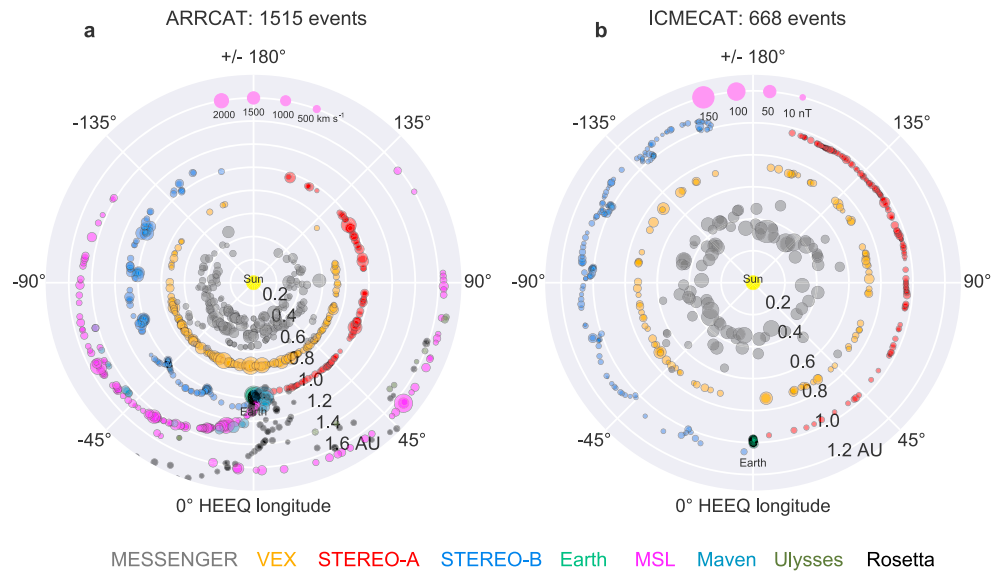 ARRCAT: 1515 events
ICMECAT: 668 events
a
b
+/- 180°
+/- 180°
2000
1500
1000
500 km s⁻¹
150
100
50
10 nT
-135°
135°
-135°
135°
-90°
90°
-90°
90°
Sun
Sun
0.2
0.4
0.6
0.8
1.0
1.2
1.4
1.6 AU
0.2
0.4
0.6
0.8
1.0
1.2 AU
Earth
Earth
-45°
45°
-45°
45°
0° HEEQ longitude
0° HEEQ longitude
MESSENGER VEX STEREO-A STEREO-B Earth MSL Maven Ulysses Rosetta